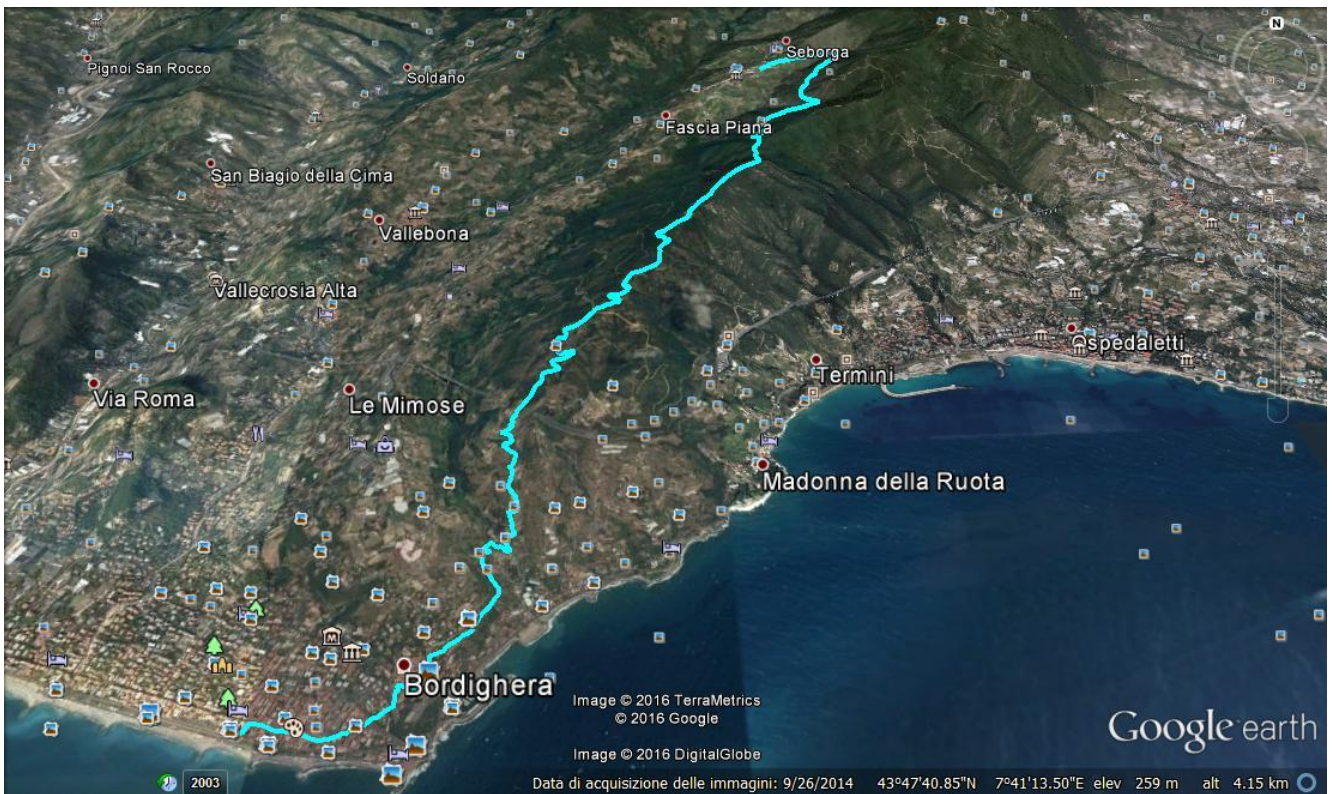 Seborga
Pignoi San Rocco
Soldano
Fascia Piana
San Biagio della Cima
Vallebona
Vallecrosia Alta
Ospedaletti
Termini
Via Roma
Le Mimose
Madonna della Ruota
Bordighera
N
Image © 2016 TerraMetrics
© 2016 Google
Image © 2016 DigitalGlobe
Google earth
2003
Data di acquisizione delle immagini: 9/26/2014 43°47'40.85"N 7°41'13.50"E elev 259 m alt 4.15 km